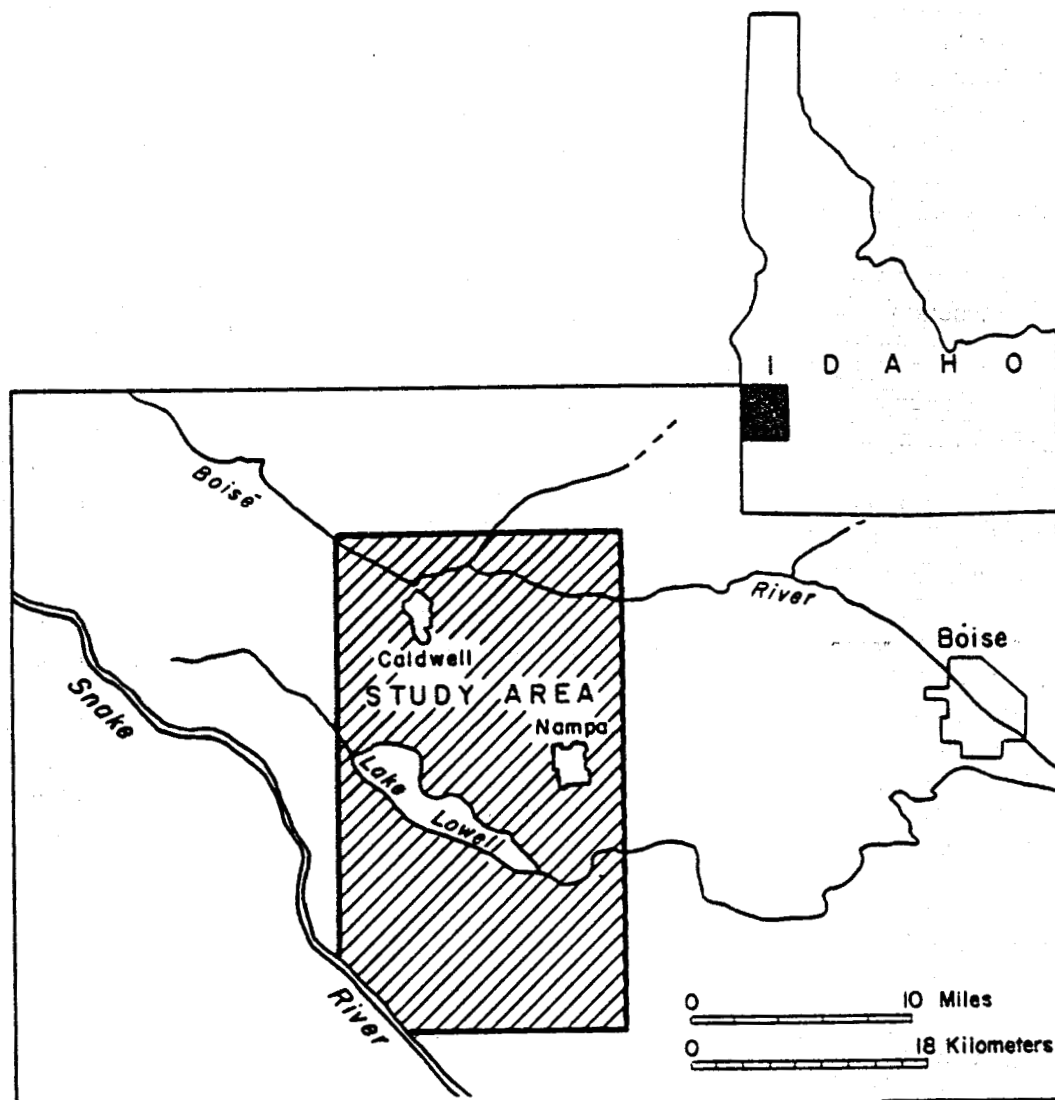 I D A H O
Boise
River
Boise
Caldwell
STUDY AREA
Nampa
Snake
River
Lake
Lowell
0 10 Miles
0 18 Kilometers